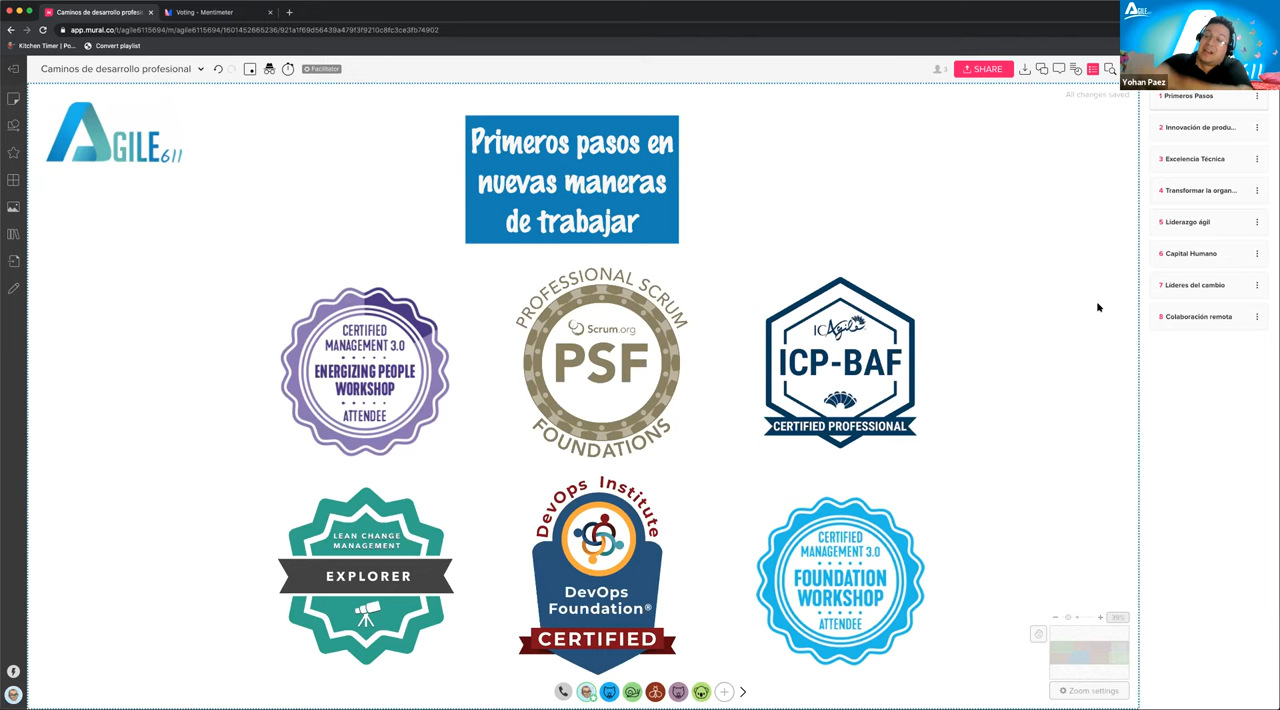 Caminos de desarrollo profesi
Voting - Mentimeter
app.mural.co/t/agile6115694/m/agile6115694/1601452665236/921a1f69d56439a479f3f9210c8fc3ce3fb74902
Kitchen Timer | Po...
Convert playlist
Caminos de desarrollo profesional
Facilitator
3
SHARE
All changes saved
AGILE
Yohan Paez
AGILE611
Primeros pasos en
nuevas maneras
de trabajar
CERTIFIED
MANAGEMENT 3.0
ENERGIZING PEOPLE
WORKSHOP
ATTENDEE
PROFESSIONAL SCRUM
Scrum.org
PSF
FOUNDATIONS
ICAgile
ICP-BAF
CERTIFIED PROFESSIONAL
LEAN CHANGE
MANAGEMENT
EXPLORER
DevOps Institute
DevOps
Foundation®
CERTIFIED
CERTIFIED
MANAGEMENT 3.0
FOUNDATION
WORKSHOP
ATTENDEE
1 Primeros Pasos
2 Innovación de produ...
3 Excelencia Técnica
4 Transformar la organ...
5 Liderazgo ágil
6 Capital Humano
7 Líderes del cambio
8 Colaboración remota
Zoom settings